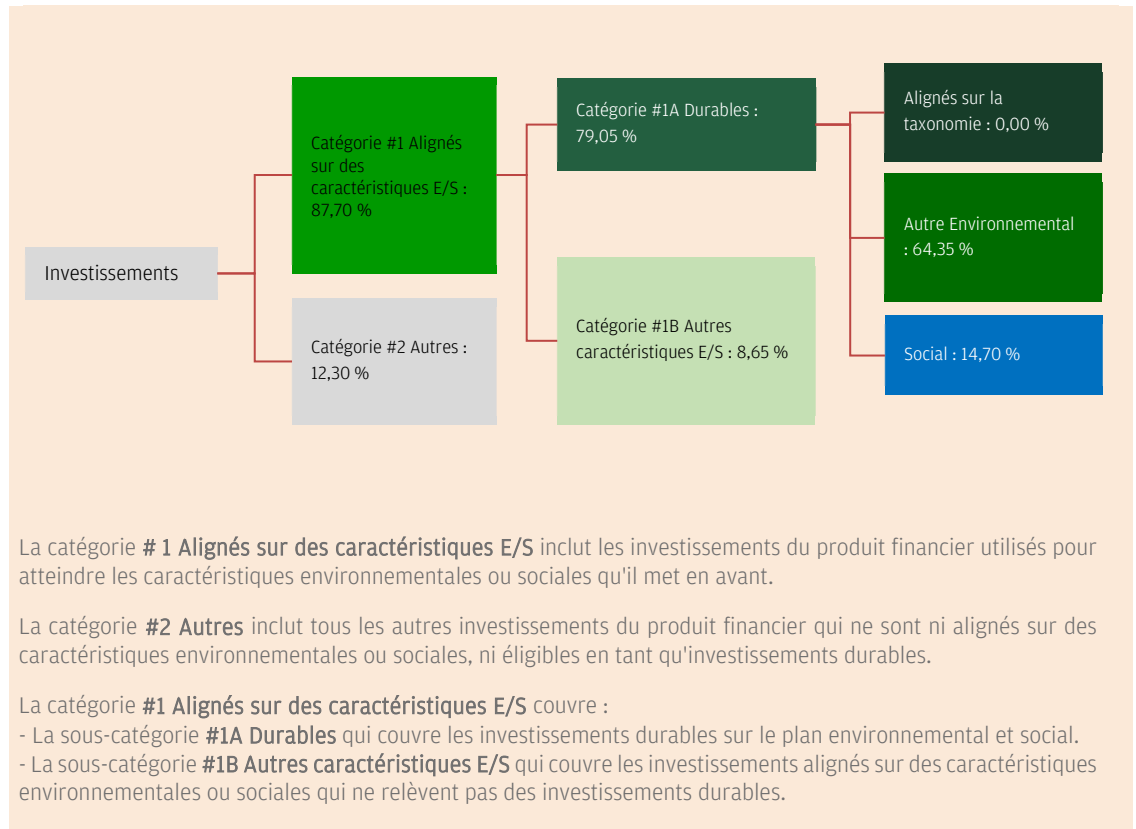 Investissements
Catégorie #1 Alignés
sur des
caractéristiques E/S :
87,70 %
Catégorie #2 Autres :
12,30 %
Catégorie #1A Durables :
79,05 %
Catégorie #1B Autres
caractéristiques E/S : 8,65 %
Alignés sur la
taxonomie : 0,00 %
Autre Environnemental
: 64,35 %
Social : 14,70 %
La catégorie # 1 Alignés sur des caractéristiques E/S inclut les investissements du produit financier utilisés pour
atteindre les caractéristiques environnementales ou sociales qu'il met en avant.
La catégorie #2 Autres inclut tous les autres investissements du produit financier qui ne sont ni alignés sur des
caractéristiques environnementales ou sociales, ni éligibles en tant qu'investissements durables.
La catégorie #1 Alignés sur des caractéristiques E/S couvre :
- La sous-catégorie #1A Durables qui couvre les investissements durables sur le plan environnemental et social.
- La sous-catégorie #1B Autres caractéristiques E/S qui couvre les investissements alignés sur des caractéristiques
environnementales ou sociales qui ne relèvent pas des investissements durables.